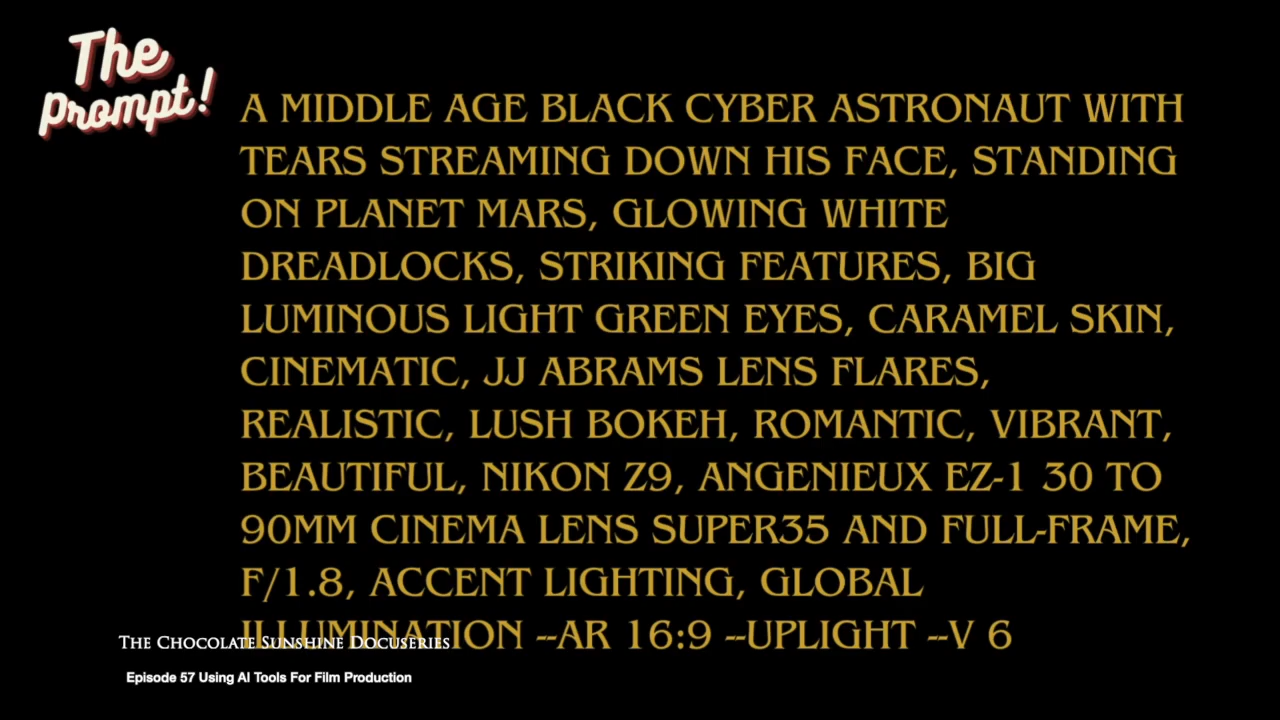 The
Prompt!
A MIDDLE AGE BLACK CYBER ASTRONAUT WITH
TEARS STREAMING DOWN HIS FACE, STANDING
ON PLANET MARS, GLOWING WHITE
DREADLOCKS, STRIKING FEATURES, BIG
LUMINOUS LIGHT GREEN EYES, CARAMEL SKIN,
CINEMATIC, JJ ABRAMS LENS FLARES,
REALISTIC, LUSH BOKEH, ROMANTIC, VIBRANT,
BEAUTIFUL, NIKON Z9, ANGENIEUX EZ-1 30 TO
90MM CINEMA LENS SUPER35 AND FULL-FRAME,
F/1.8, ACCENT LIGHTING, GLOBAL
ILLUMINATION --AR 16:9 --UPLIGHT --V 6
The Chocolate Sunshine Docuseries
Episode 57 Using AI Tools For Film Production